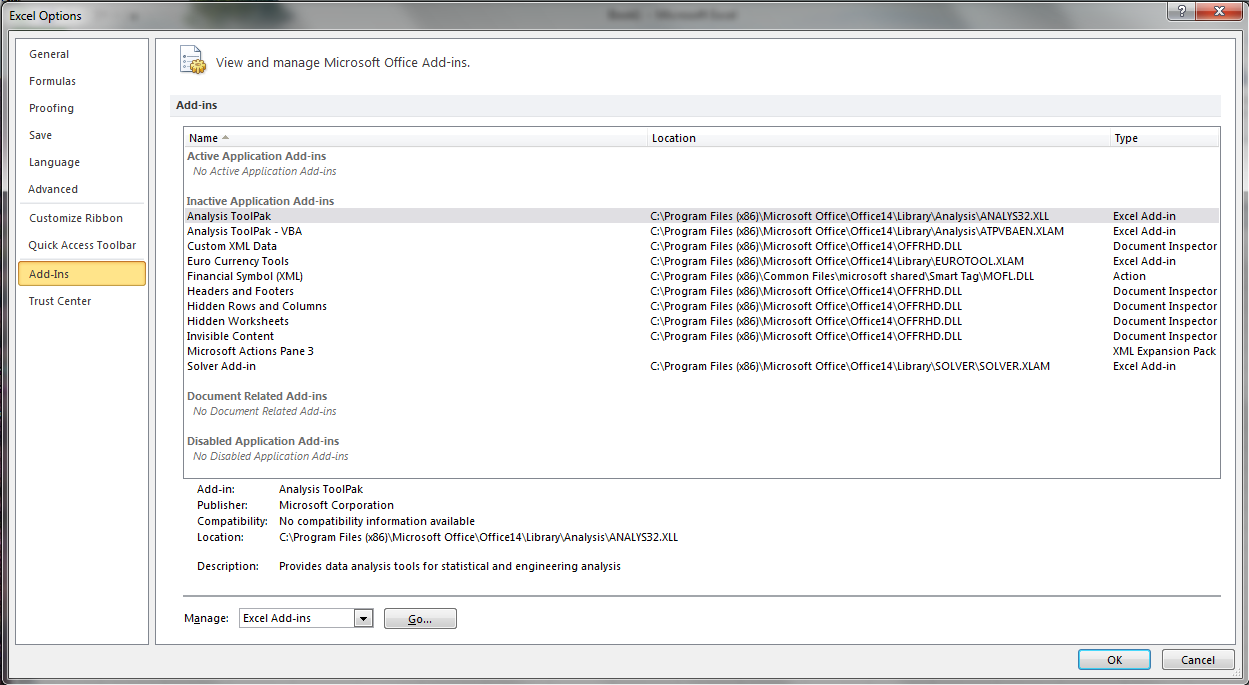 Excel Options
General
Formulas
Proofing
Save
Language
Advanced
Customize Ribbon
Quick Access Toolbar
Add-Ins
Trust Center
View and manage Microsoft Office Add-ins.
Add-ins
Name Location Type
Active Application Add-ins
No Active Application Add-ins
Inactive Application Add-ins
Analysis ToolPak C:\Program Files (x86)\Microsoft Office\Office14\Library\Analysis\ANALYS32.XLL Excel Add-in
Analysis ToolPak - VBA C:\Program Files (x86)\Microsoft Office\Office14\Library\Analysis\ATPVBAEN.XLAM Excel Add-in
Custom XML Data C:\Program Files (x86)\Microsoft Office\Office14\OFFRHD.DLL Document Inspector
Euro Currency Tools C:\Program Files (x86)\Microsoft Office\Office14\Library\EUROTOOL.XLAM Excel Add-in
Financial Symbol (XML) C:\Program Files (x86)\Common Files\microsoft shared\Smart Tag\MOFL.DLL Action
Headers and Footers C:\Program Files (x86)\Microsoft Office\Office14\OFFRHD.DLL Document Inspector
Hidden Rows and Columns C:\Program Files (x86)\Microsoft Office\Office14\OFFRHD.DLL Document Inspector
Hidden Worksheets C:\Program Files (x86)\Microsoft Office\Office14\OFFRHD.DLL Document Inspector
Invisible Content C:\Program Files (x86)\Microsoft Office\Office14\OFFRHD.DLL Document Inspector
Microsoft Actions Pane 3 XML Expansion Pack
Solver Add-in C:\Program Files (x86)\Microsoft Office\Office14\Library\SOLVER\SOLVER.XLAM Excel Add-in
Document Related Add-ins
No Document Related Add-ins
Disabled Application Add-ins
No Disabled Application Add-ins
Add-in: Analysis ToolPak
Publisher: Microsoft Corporation
Compatibility: No compatibility information available
Location: C:\Program Files (x86)\Microsoft Office\Office14\Library\Analysis\ANALYS32.XLL
Description: Provides data analysis tools for statistical and engineering analysis
Manage: Excel Add-ins Go...
OK Cancel